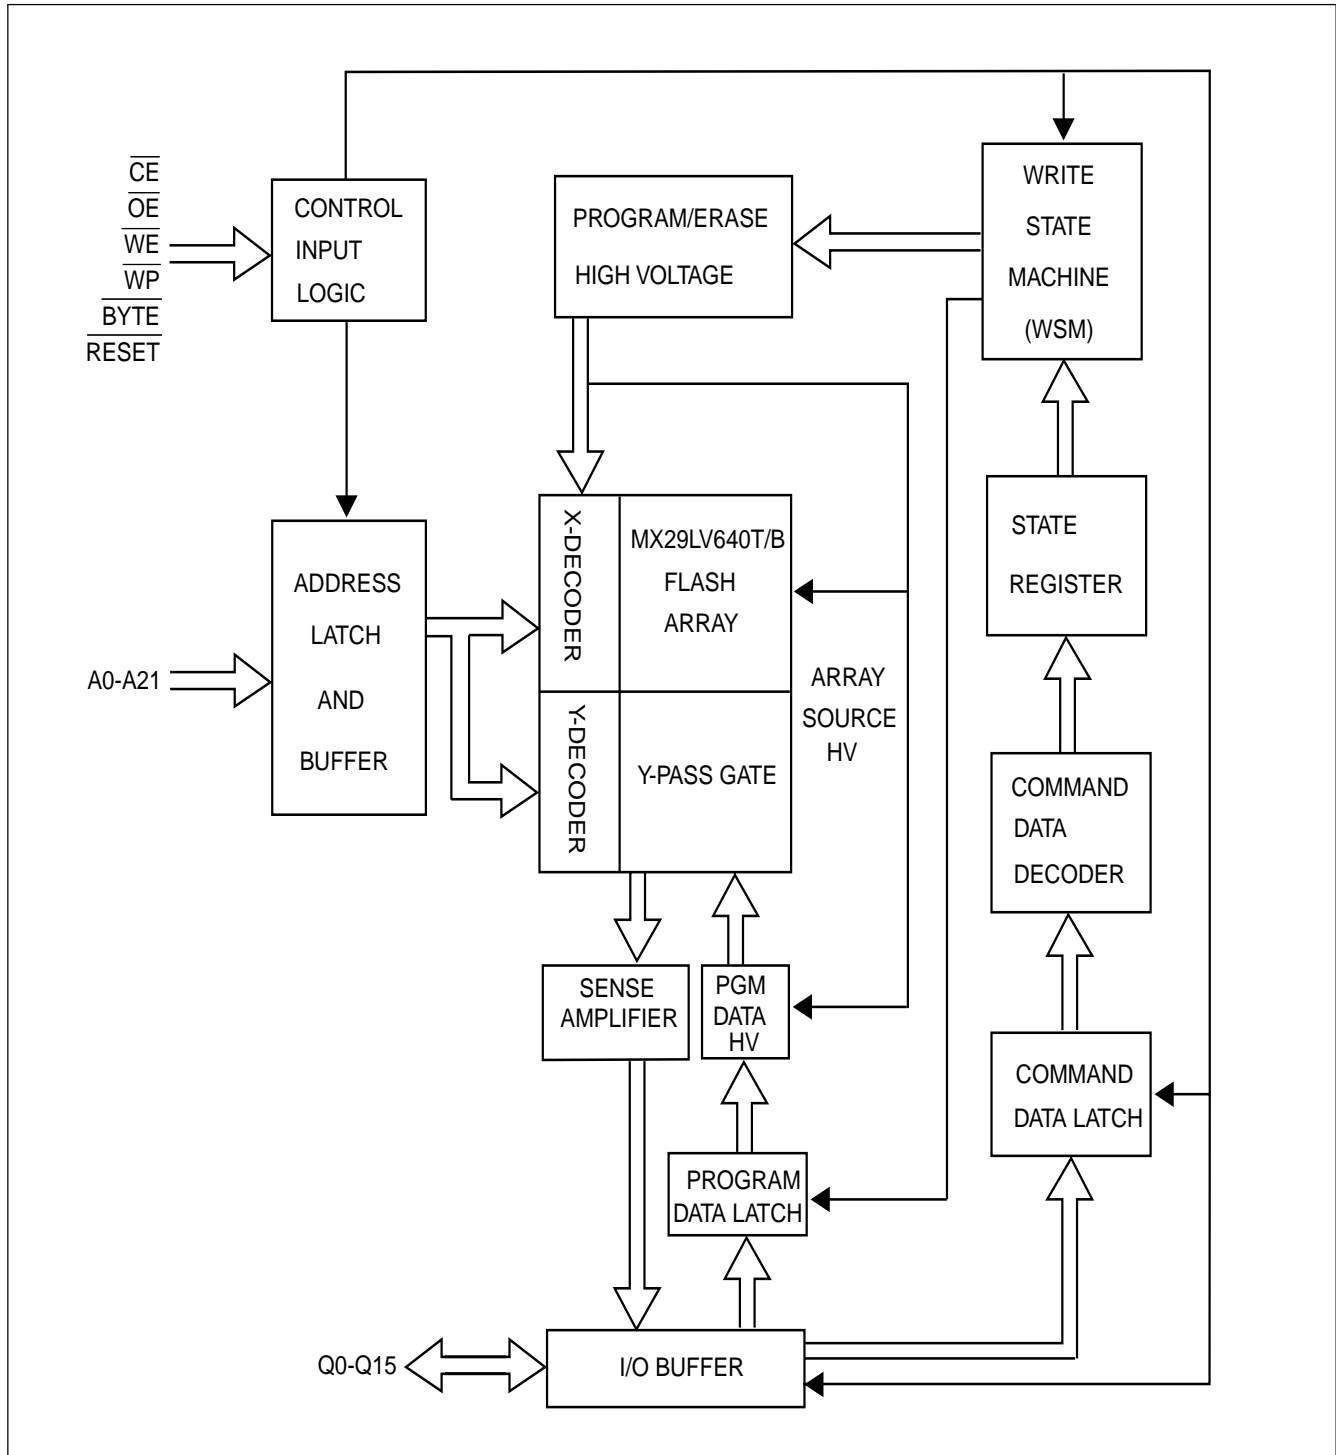 CE
OE
WE
WP
BYTE
RESET
CONTROL
INPUT
LOGIC
PROGRAM/ERASE
HIGH VOLTAGE
WRITE
STATE
MACHINE
(WSM)
STATE
REGISTER
X-DECODER
MX29LV640T/B
FLASH
ARRAY
ADDRESS
LATCH
AND
BUFFER
A0-A21
ARRAY
SOURCE
HV
Y-DECODER
Y-PASS GATE
COMMAND
DATA
DECODER
SENSE
AMPLIFIER
PGM
DATA
HV
COMMAND
DATA LATCH
PROGRAM
DATA LATCH
Q0-Q15
I/O BUFFER